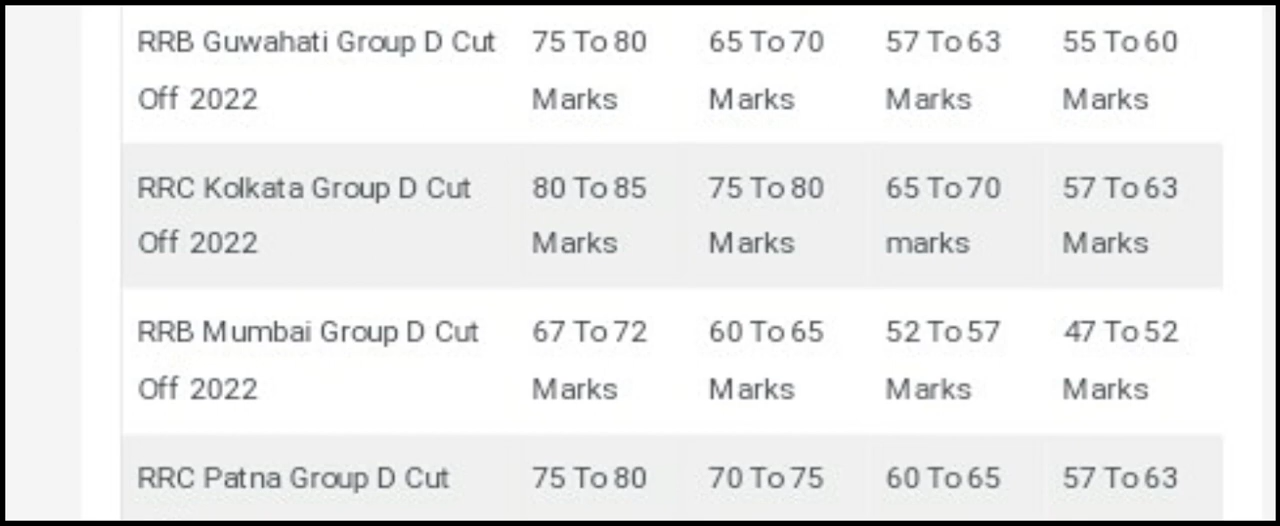 RRB Guwahati Group D Cut 75 To 80 65 To 70 57 To 63 55 To 60
Off 2022 Marks Marks Marks Marks
RRC Kolkata Group D Cut 80 To 85 75 To 80 65 To 70 57 To 63
Off 2022 Marks Marks marks Marks
RRB Mumbai Group D Cut 67 To 72 60 To 65 52 To 57 47 To 52
Off 2022 Marks Marks Marks Marks
RRC Patna Group D Cut 75 To 80 70 To 75 60 To 65 57 To 63